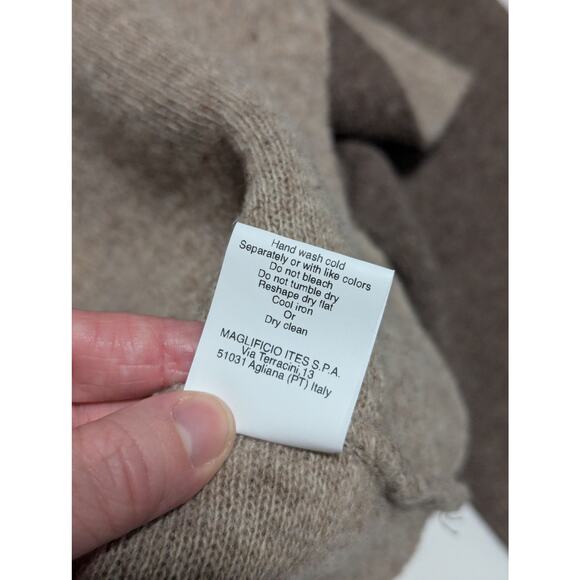 Hand wash cold
Separately or with like colors
Do not bleach
Do not tumble dry
Reshape dry flat
Cool iron
Or
Dry clean
MAGLIFICIO ITES S.P.A.
Via Terracini,13
51031 Agliana (PT) Italy